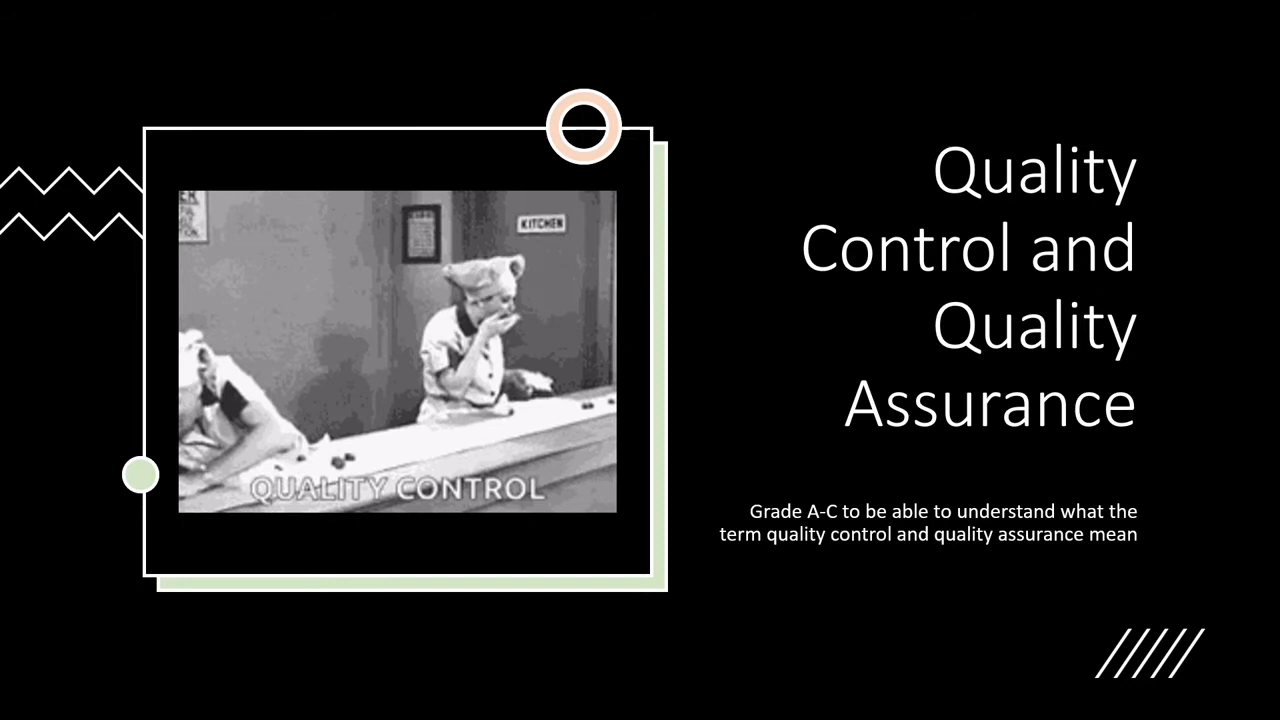 Quality
Control and
Quality
Assurance
Grade A-C to be able to understand what the
term quality control and quality assurance mean
KITCHEN
QUALITY CONTROL